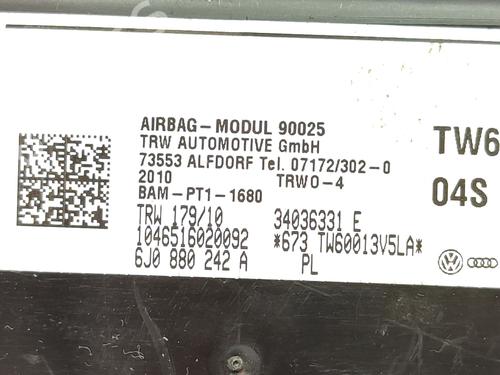 AIRBAG-MODUL 90025
TRW AUTOMOTIVE GmbH
73553 ALFDORF Tel. 07172/302-0
2010 TRWO-4
BAM-PT1-1680
TRW 179/10 34036331 E
1046516020092 *673 TW60013V5LA*
6J0 880 242 A PL
TW6
04S